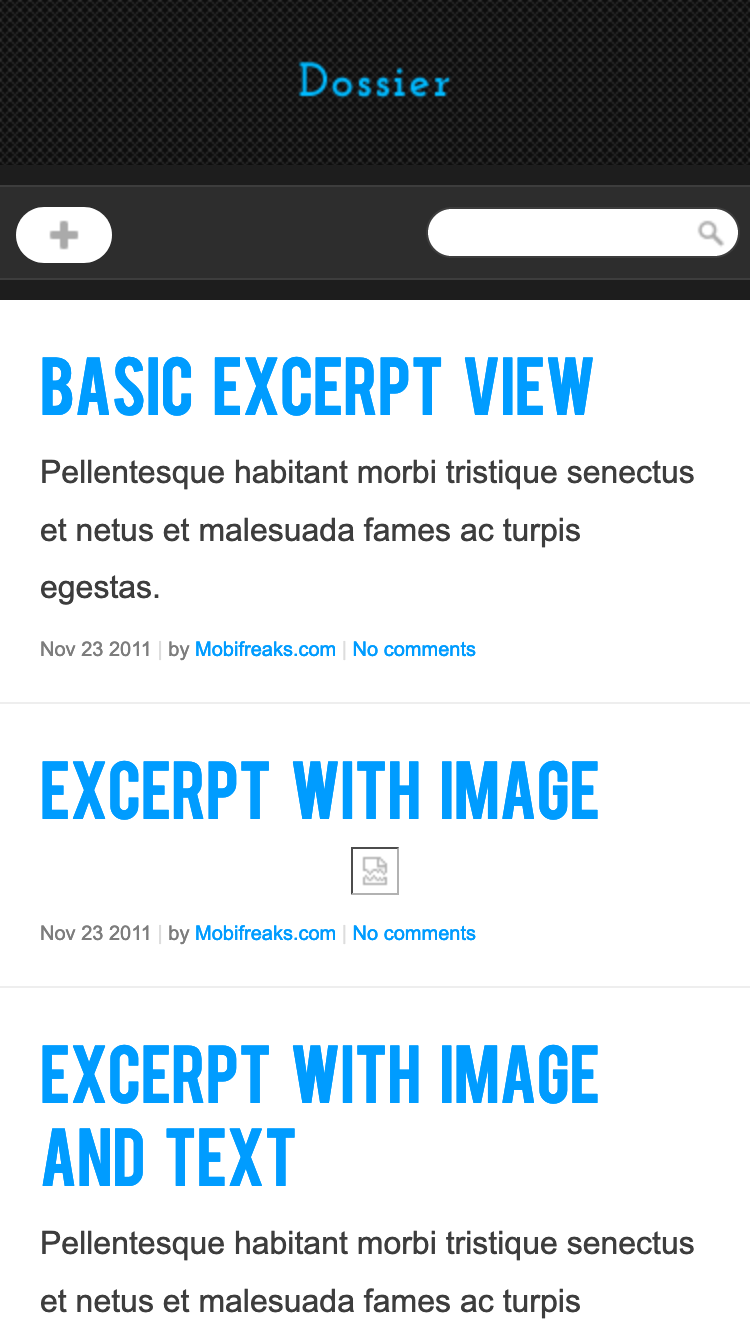 Dossier
BASIC EXCERPT VIEW
Pellentesque habitant morbi tristique senectus
et netus et malesuada fames ac turpis
egestas.
Nov 23 2011 | by Mobifreaks.com | No comments
EXCERPT WITH IMAGE
Nov 23 2011 | by Mobifreaks.com | No comments
EXCERPT WITH IMAGE
AND TEXT
Pellentesque habitant morbi tristique senectus
et netus et malesuada fames ac turpis